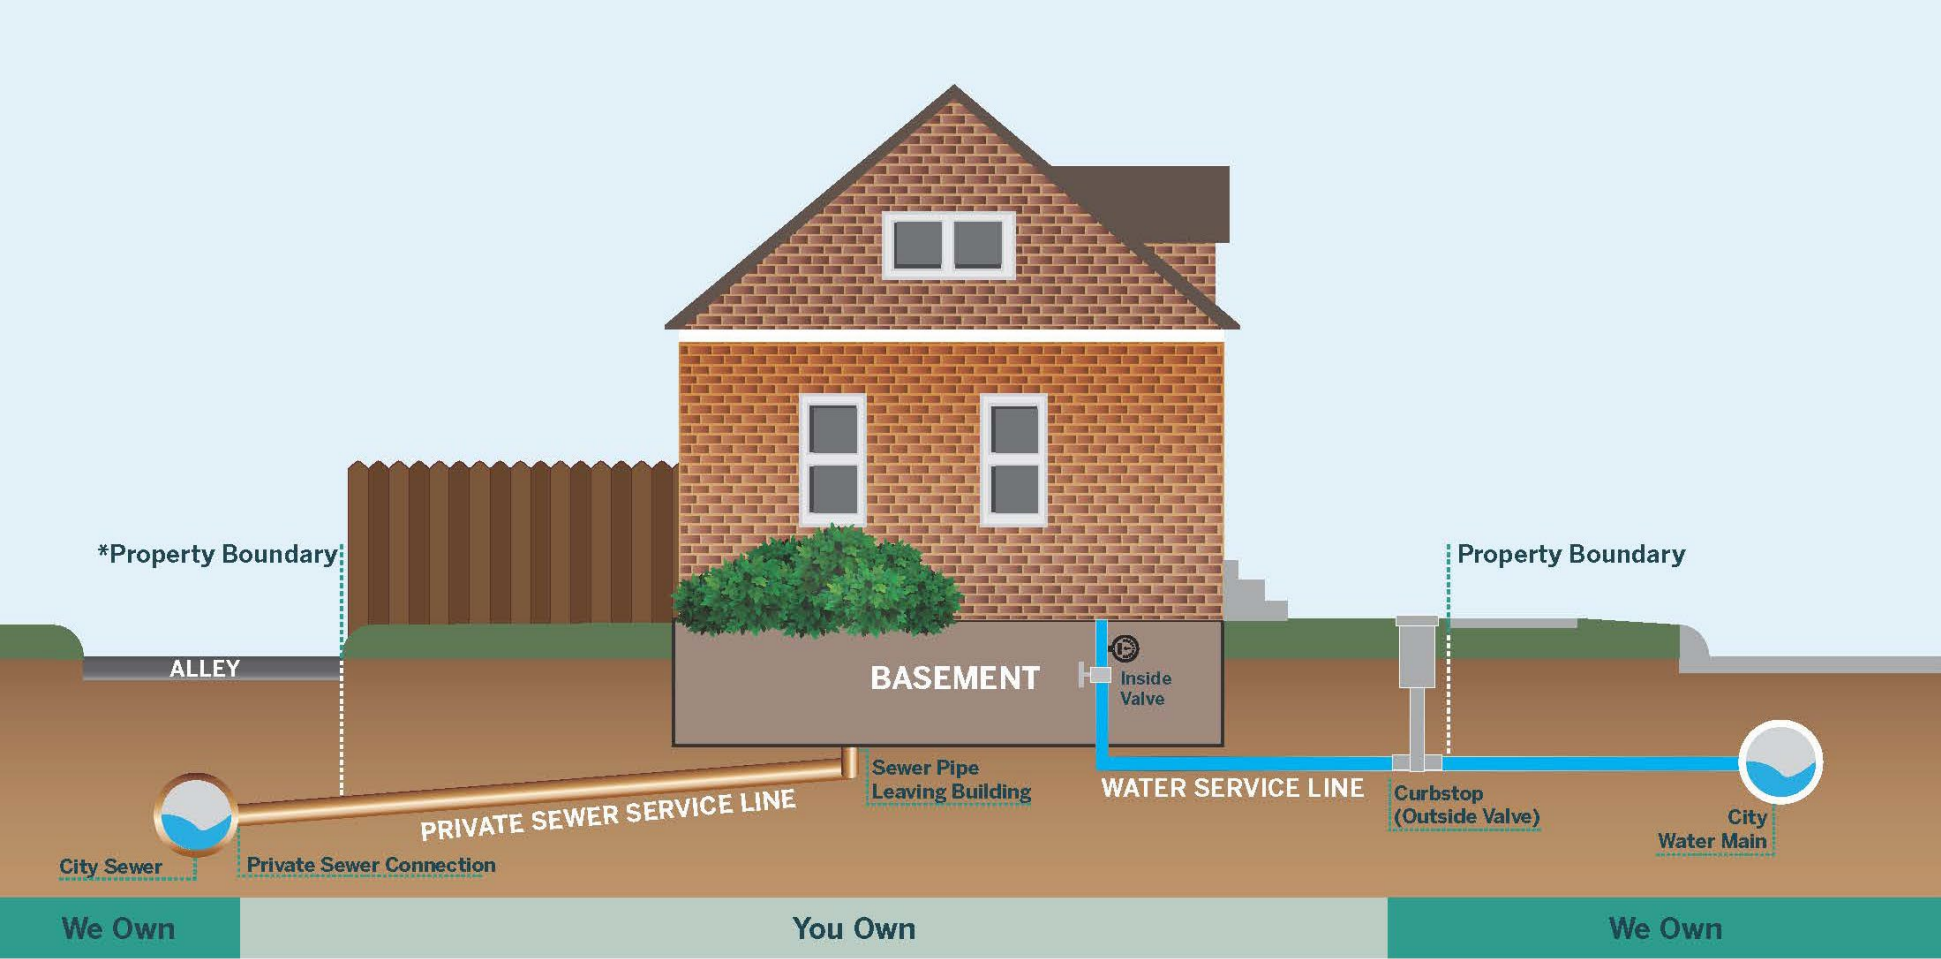 *Property Boundary
Property Boundary
ALLEY
BASEMENT
Inside
Valve
Sewer Pipe
Leaving Building
PRIVATE SEWER SERVICE LINE
WATER SERVICE LINE
Curbstop
(Outside Valve)
City
Water Main
City Sewer
Private Sewer Connection
We Own
You Own
We Own